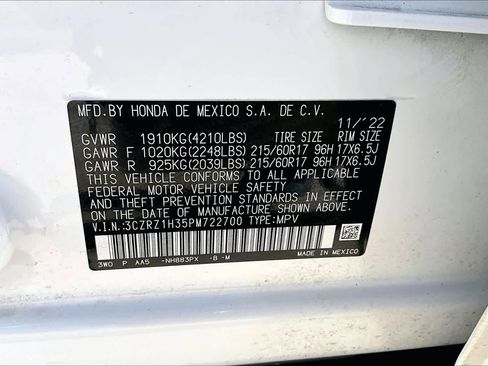 MFD. BY HONDA DE MEXICO S.A. DE C.V.
11/'22
GVWR 1910KG(4210LBS) TIRE SIZE RIM SIZE
GAWR F 1020KG(2248LBS) 215/60R17 96H 17X6.5J
GAWR R 925KG(2039LBS) 215/60R17 96H 17X6.5J
THIS VEHICLE CONFORMS TO ALL APPLICABLE
FEDERAL MOTOR VEHICLE SAFETY
AND THEFT PREVENTION STANDARDS IN EFFECT
ON THE DATE OF MANUFACTURE SHOWN ABOVE.
V.I.N.:3CZRZ1H35PM722700 TYPE:MPV
3WO P AA5 -NH883PX -B -M
MADE IN MEXICO